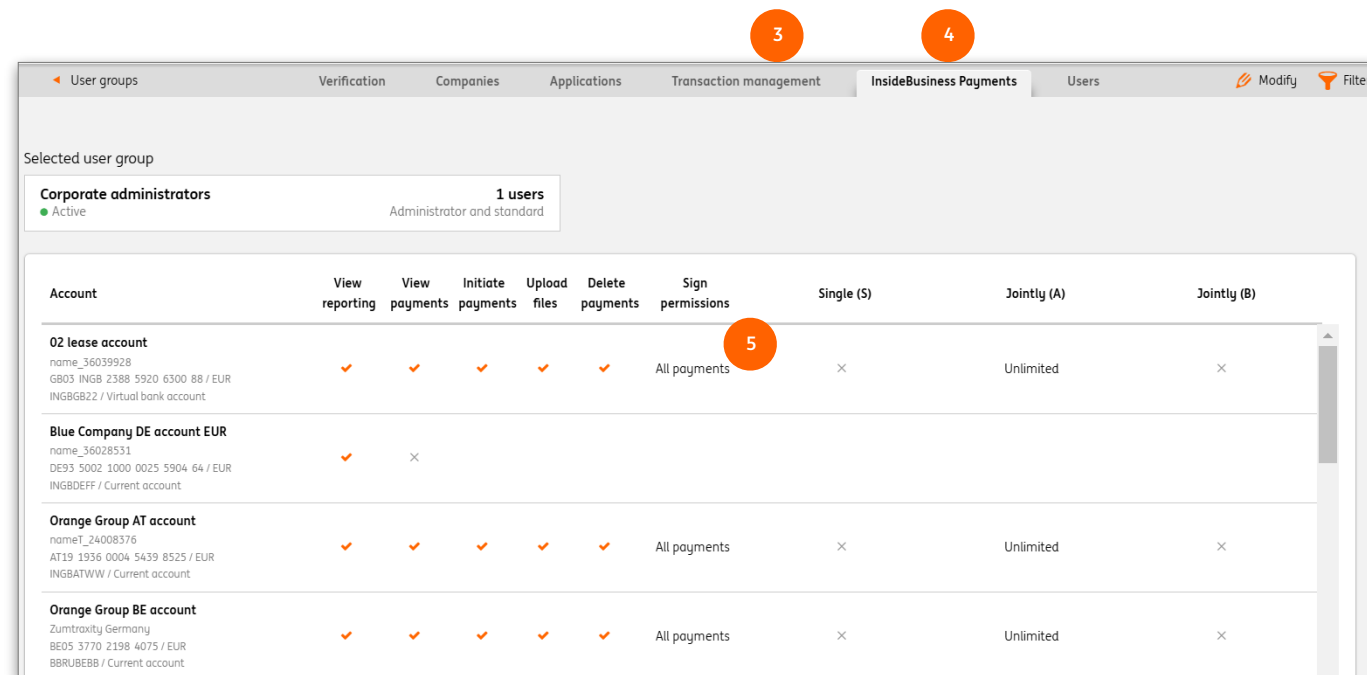 3
4
User groups
Verification
Companies
Applications
Transaction management
InsideBusiness Payments
Users
Modify
Filte
Selected user group
Corporate administrators
1 users
Active
Administrator and standard
Account
View reporting
View payments
Initiate payments
Upload files
Delete payments
Sign permissions
Single (S)
Jointly (A)
Jointly (B)
5
02 lease account
name_36039928
GB03 INGB 2388 5920 6300 88 / EUR
INGBGB22 / Virtual bank account
All payments
Unlimited
Blue Company DE account EUR
name_36028531
DE93 5002 1000 0025 5904 64 / EUR
INGBDEFF / Current account
Orange Group AT account
nameT_24008376
AT19 1936 0004 5439 8525 / EUR
INGBATWW / Current account
All payments
Unlimited
Orange Group BE account
Zumtraxity Germany
BE05 3770 2198 4075 / EUR
BBRUBEBB / Current account
All payments
Unlimited